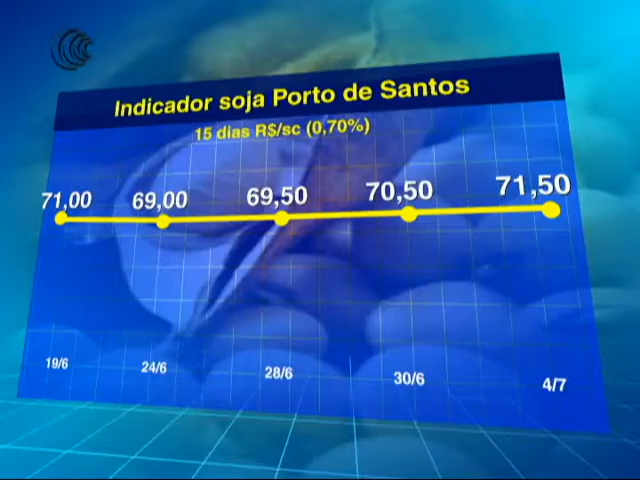 Indicador soja Porto de Santos
15 dias R$/sc (0,70%)
71,00 69,00 69,50 70,50 71,50
19/6 24/6 28/6 30/6 4/7